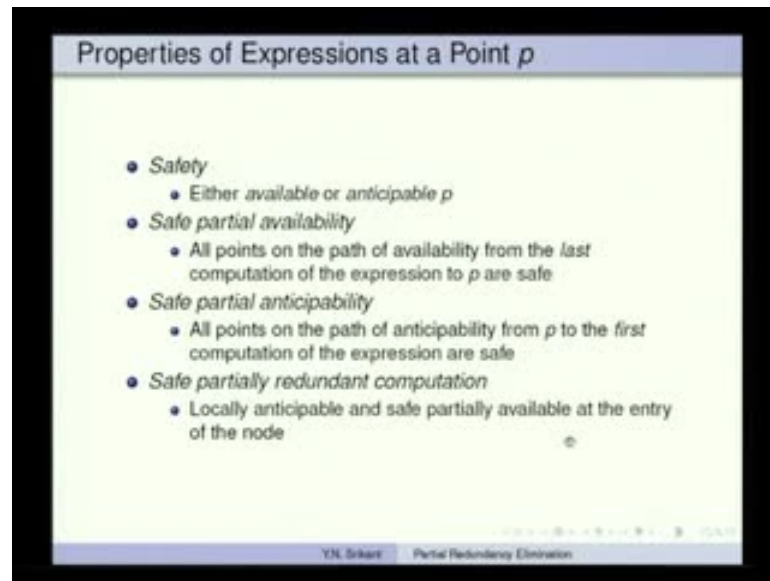 Properties of Expressions at a Point p
Safety
Either available or anticipable p
Safe partial availability
All points on the path of availability from the last
computation of the expression to p are safe
Safe partial anticipability
All points on the path of anticipability from p to the first
computation of the expression are safe
Safe partially redundant computation
Locally anticipable and safe partially available at the entry
of the node
Y.N. Srikant Partial Redundancy Elimination